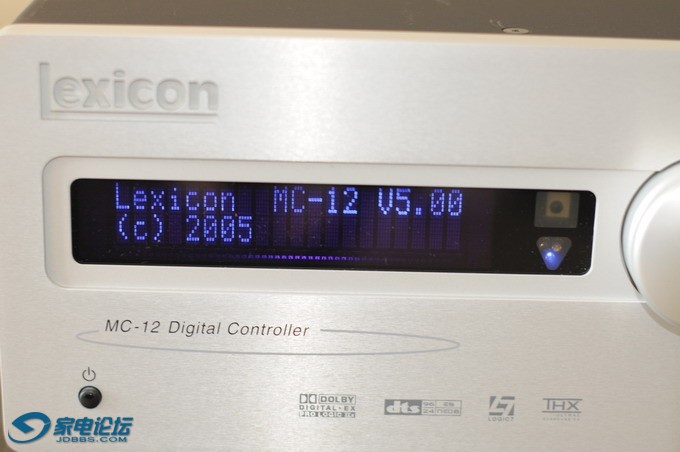 Lexicon
Lexicon MC-12 V5.00
(c) 2005
MC-12 Digital Controller
DOLBY
DIGITAL·EX
PRO LOGIC IIx
dts
LOGIC7
THX
家电论坛
JDBBS.COM